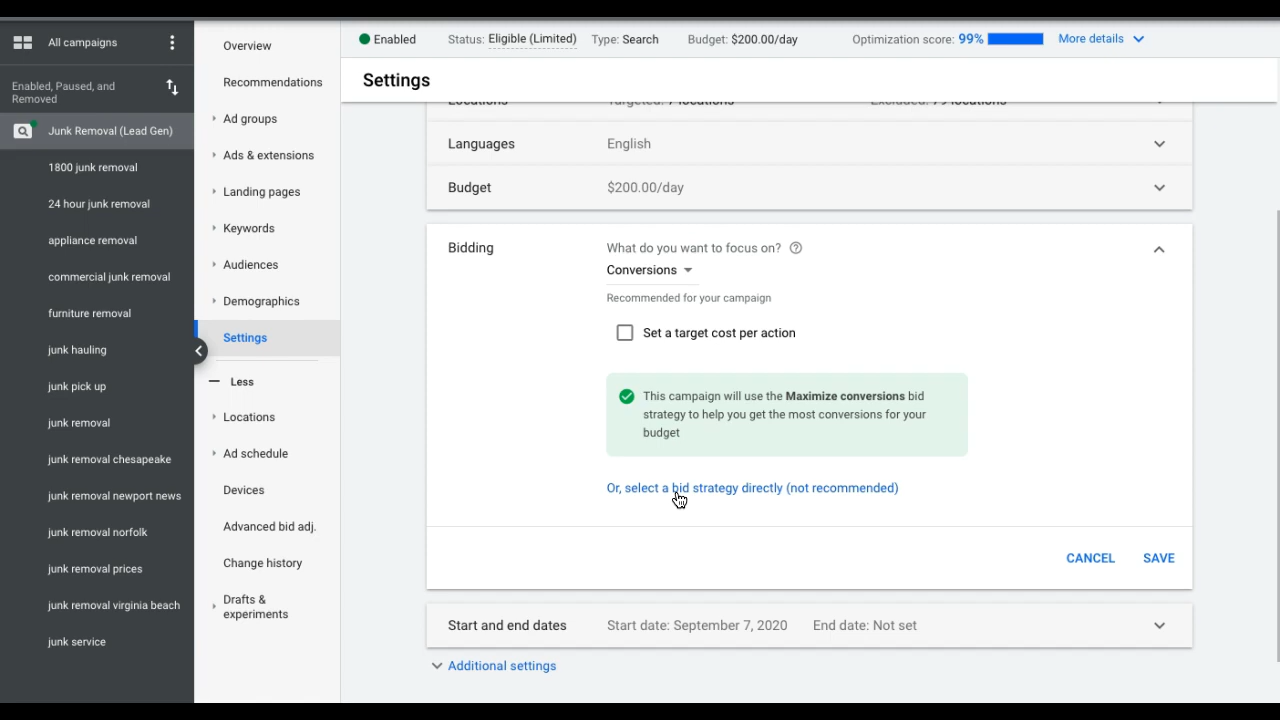 All campaigns
Enabled, Paused, and
Removed
Junk Removal (Lead Gen)
1800 junk removal
24 hour junk removal
appliance removal
commercial junk removal
furniture removal
junk hauling
junk pick up
junk removal
junk removal chesapeake
junk removal newport news
junk removal norfolk
junk removal prices
junk removal virginia beach
junk service
Overview
Recommendations
Ad groups
Ads & extensions
Landing pages
Keywords
Audiences
Demographics
Settings
Less
Locations
Ad schedule
Devices
Advanced bid adj.
Change history
Drafts &
experiments
Enabled Status: Eligible (Limited) Type: Search Budget: $200.00/day Optimization score: 99% More details
Settings
Locations Targeted: 7 locations Excluded: 79 locations
Languages English
Budget $200.00/day
Bidding What do you want to focus on?
Conversions
Recommended for your campaign
Set a target cost per action
This campaign will use the Maximize conversions bid
strategy to help you get the most conversions for your
budget
Or, select a bid strategy directly (not recommended)
CANCEL SAVE
Start and end dates Start date: September 7, 2020 End date: Not set
Additional settings